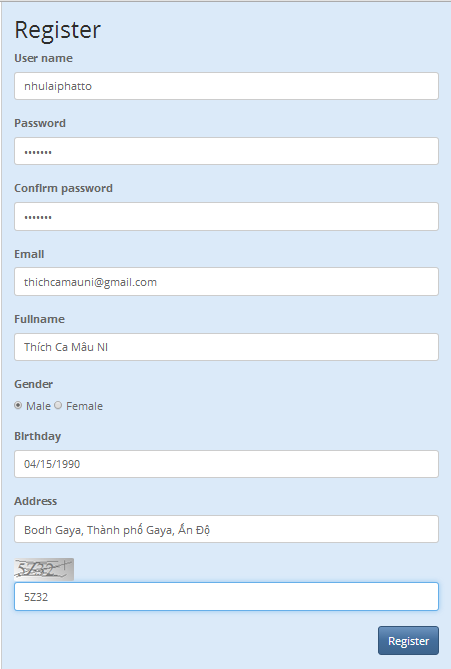 Register
User name
nhulaiphatto
Password
•••••••
Confirm password
•••••••
Email
thichcamauni@gmail.com
Fullname
Thích Ca Mâu NI
Gender
Male Female
Birthday
04/15/1990
Address
Bodh Gaya, Thành phố Gaya, Ấn Độ
5Z32
5Z32
Register